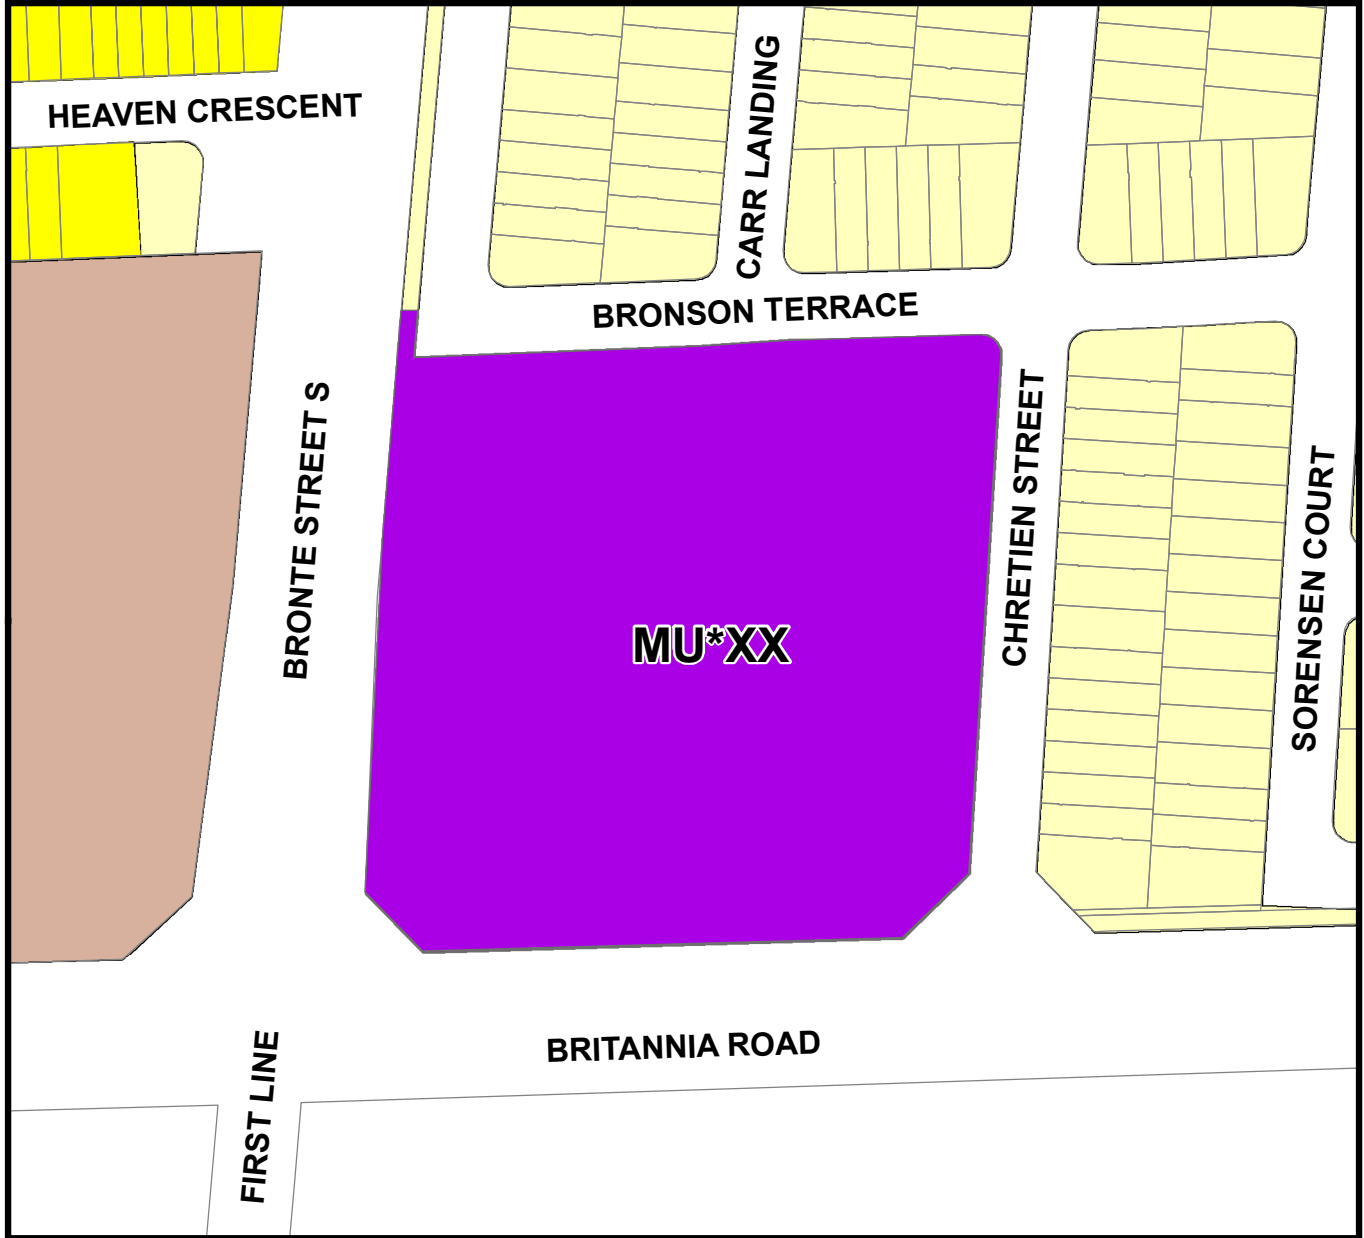 HEAVEN CRESCENT
CARR LANDING
BRONSON TERRACE
BRONTE STREET S
CHRETIEN STREET
SORENSEN COURT
MU*XX
BRITANNIA ROAD
FIRST LINE